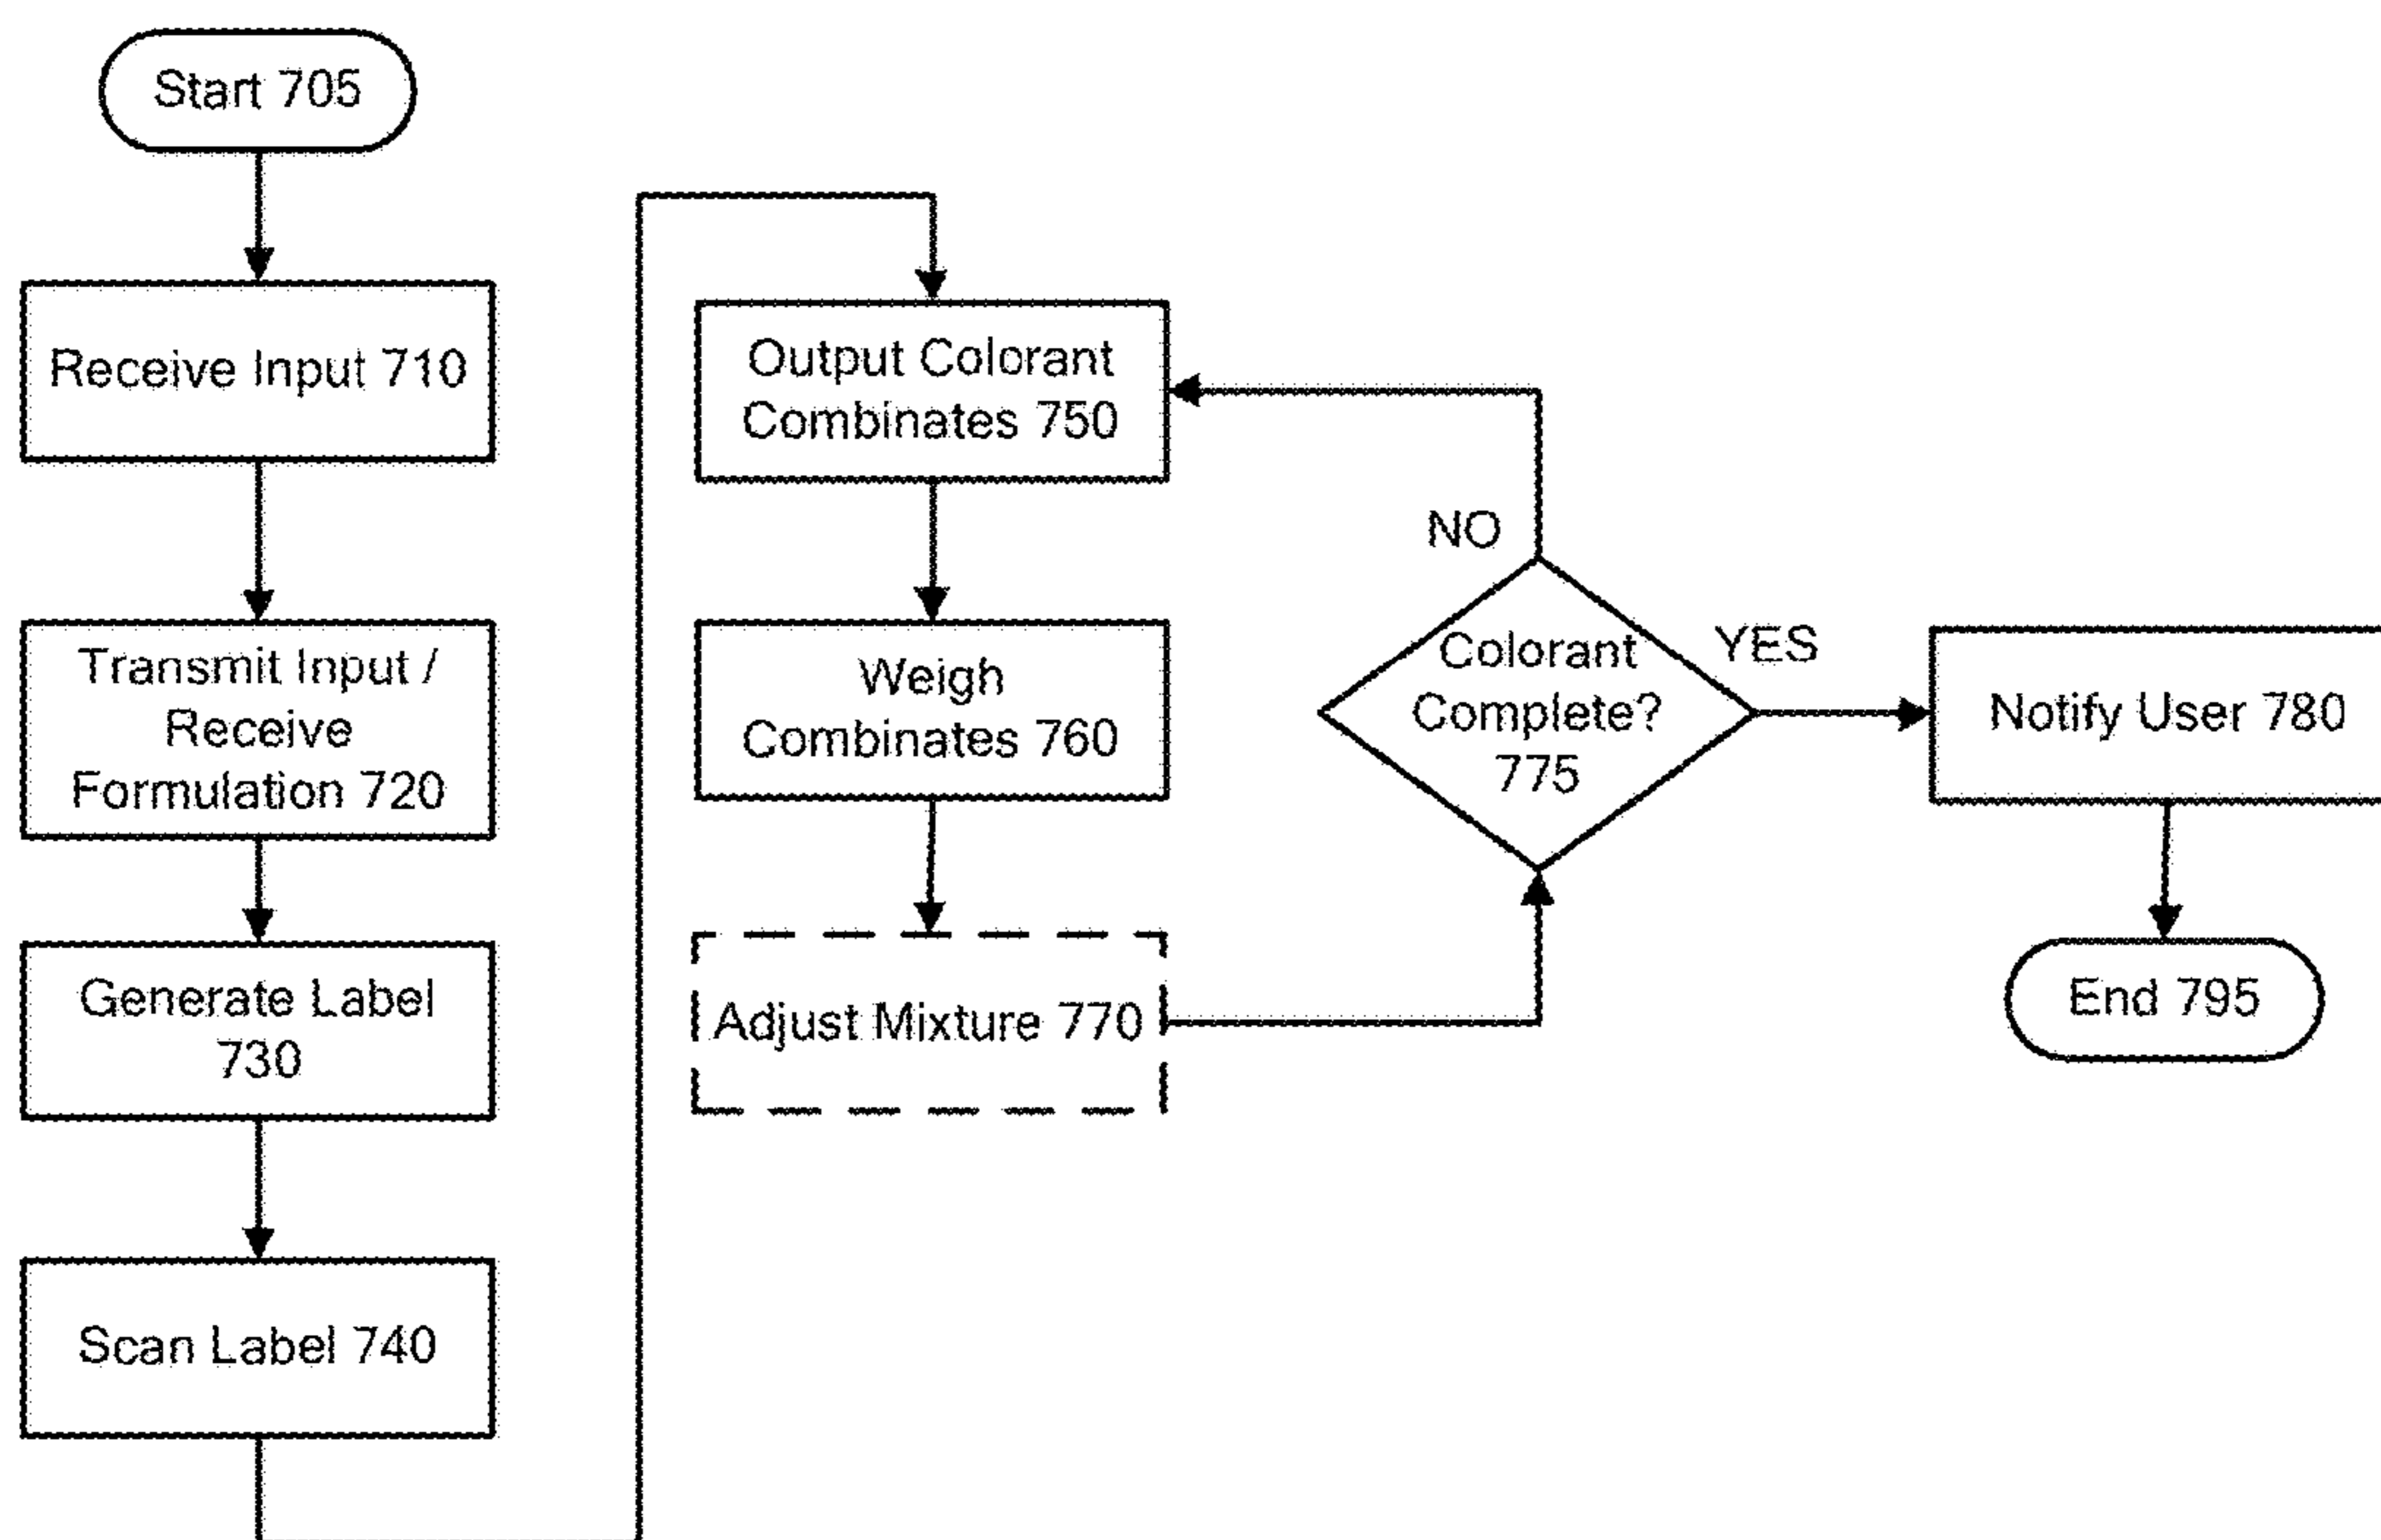 Start 705
Receive Input 710
Transmit Input /
Receive
Formulation 720
Generate Label
730
Scan Label 740
Output Colorant
Combinates 750
Weigh
Combinates 760
Adjust Mixture 770
Colorant
Complete?
775
NO
YES
Notify User 780
End 795